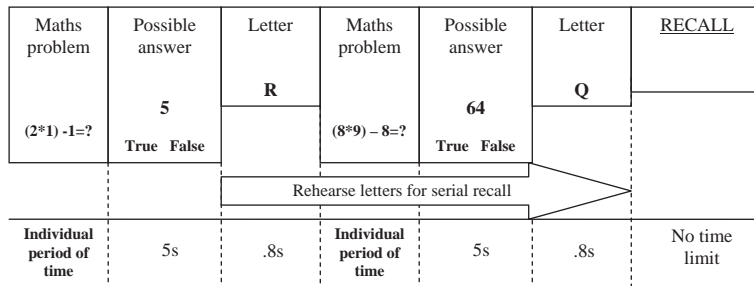 Maths problem
(2*1) -1=?
Possible answer
5
True False
Letter
R
Maths problem
(8*9) – 8=?
Possible answer
64
True False
Letter
Q
RECALL
Rehearse letters for serial recall
Individual period of time
5s
.8s
Individual period of time
5s
.8s
No time limit